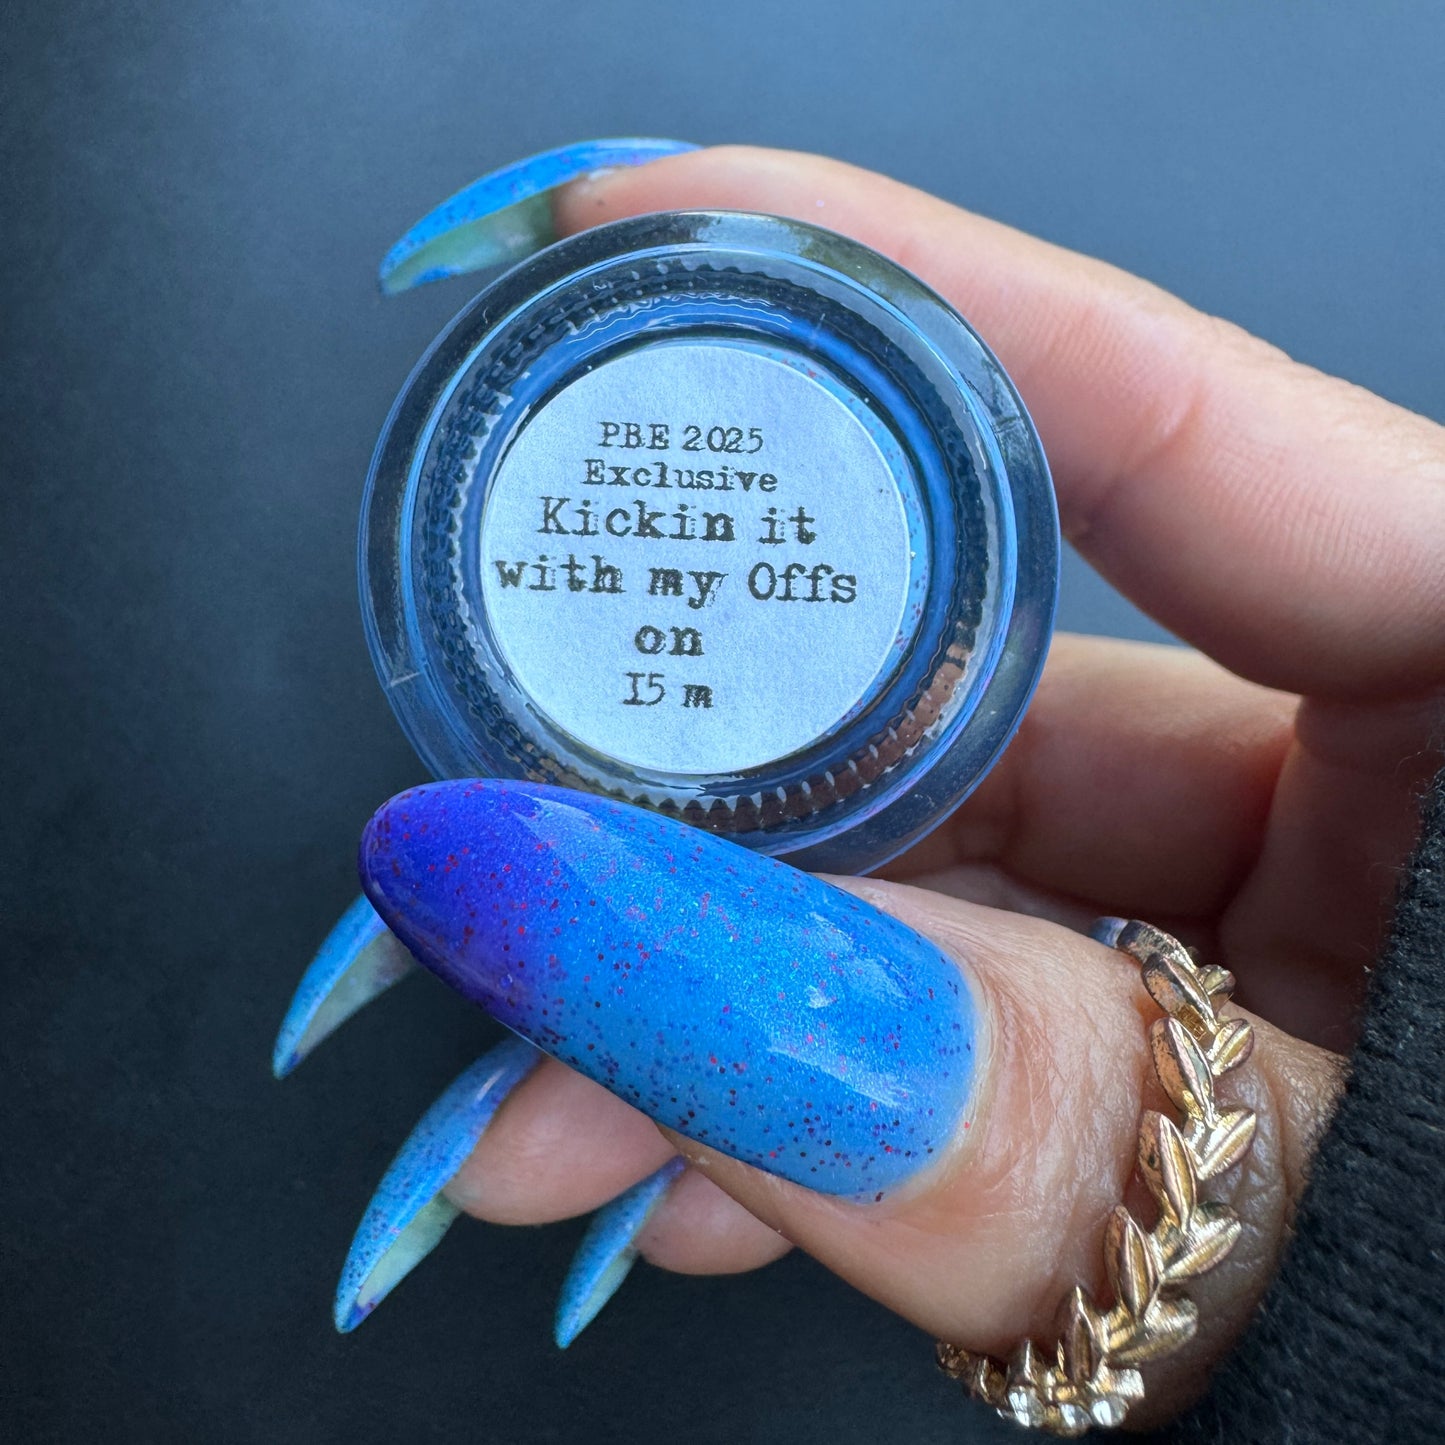 PBE 2025
Exclusive
Kickin it
with my Offs
on
15 m